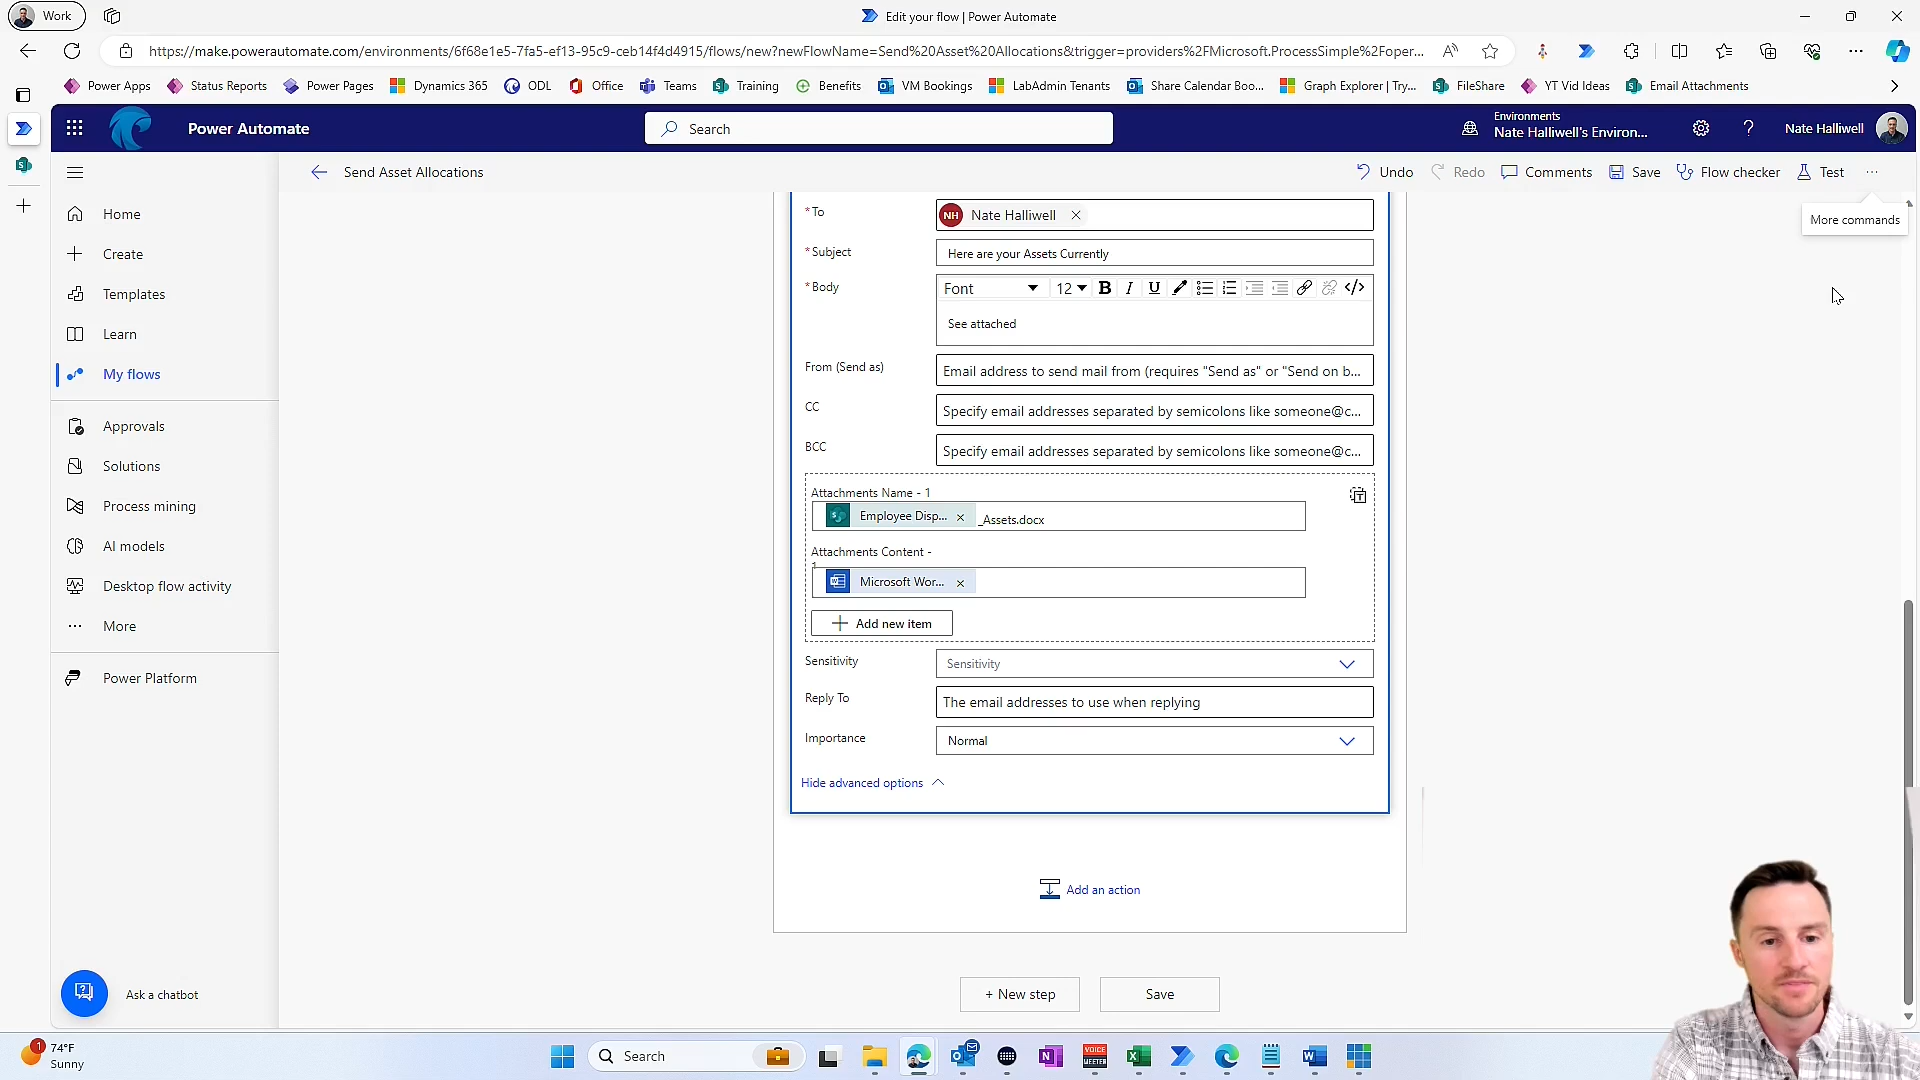 Work
Edit your flow | Power Automate
https://make.powerautomate.com/environments/6f68e1e5-7fa5-ef13-95c9-ceb14f4d4915/flows/new?newFlowName=Send%20Asset%20Allocations&trigger=providers%2FMicrosoft.ProcessSimple%2Foper...
Power Apps
Status Reports
Power Pages
Dynamics 365
ODL
Office
Teams
Training
Benefits
VM Bookings
LabAdmin Tenants
Share Calendar Boo...
Graph Explorer | Try...
FileShare
YT Vid Ideas
Email Attachments
Power Automate
Search
Environments
Nate Halliwell's Environ...
Nate Halliwell
Send Asset Allocations
Undo
Redo
Comments
Save
Flow checker
Test
More commands
Home
Create
Templates
Learn
My flows
Approvals
Solutions
Process mining
AI models
Desktop flow activity
More
Power Platform
Ask a chatbot
* To
NH Nate Halliwell
* Subject
Here are your Assets Currently
* Body
Font 12
See attached
From (Send as)
Email address to send mail from (requires "Send as" or "Send on b...
CC
Specify email addresses separated by semicolons like someone@c...
BCC
Specify email addresses separated by semicolons like someone@c...
Attachments Name - 1
Employee Disp... _Assets.docx
Attachments Content -
1
Microsoft Wor...
Add new item
Sensitivity
Sensitivity
Reply To
The email addresses to use when replying
Importance
Normal
Hide advanced options
Add an action
+ New step
Save
1
74°F
Sunny
Search
VOICE
MEETER